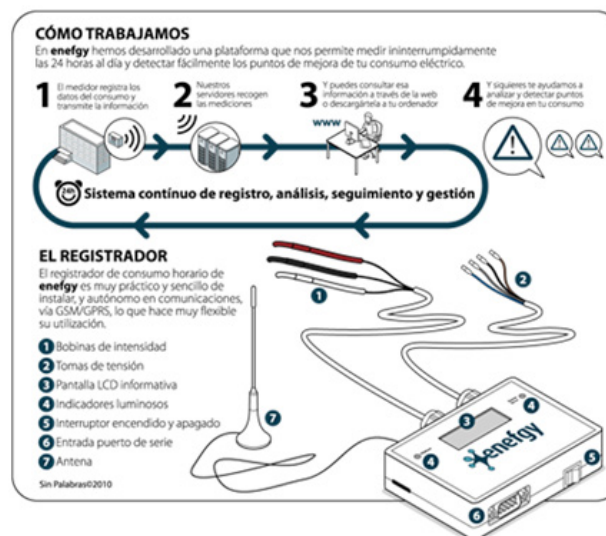 CÓMO TRABAJAMOS
En enefgy hemos desarrollado una plataforma que nos permite medir ininterrumpidamente
las 24 horas al día y detectar fácilmente los puntos de mejora de tu consumo eléctrico.
1 El medidor registra los
datos del consumo y
transmite la información
2 Nuestros
servidores recogen
las mediciones
3 Y puedes consultar esa
información a través de la web
o descargártela a tu ordenador
4 Y siquieres te ayudamos a
analizar y detectar puntos
de mejora en tu consumo
www
24h
Sistema contínuo de registro, análisis, seguimiento y gestión
EL REGISTRADOR
El registrador de consumo horario de
enefgy es muy práctico y sencillo de
instalar, y autónomo en comunicaciones,
vía GSM/GPRS, lo que hace muy flexible
su utilización.
1 Bobinas de intensidad
2 Tomas de tensión
3 Pantalla LCD informativa
4 Indicadores luminosos
5 Interruptor encendido y apagado
6 Entrada puerto de serie
7 Antena
Sin Palabras©2010
1
2
3
4
4
5
6
7
enefgy